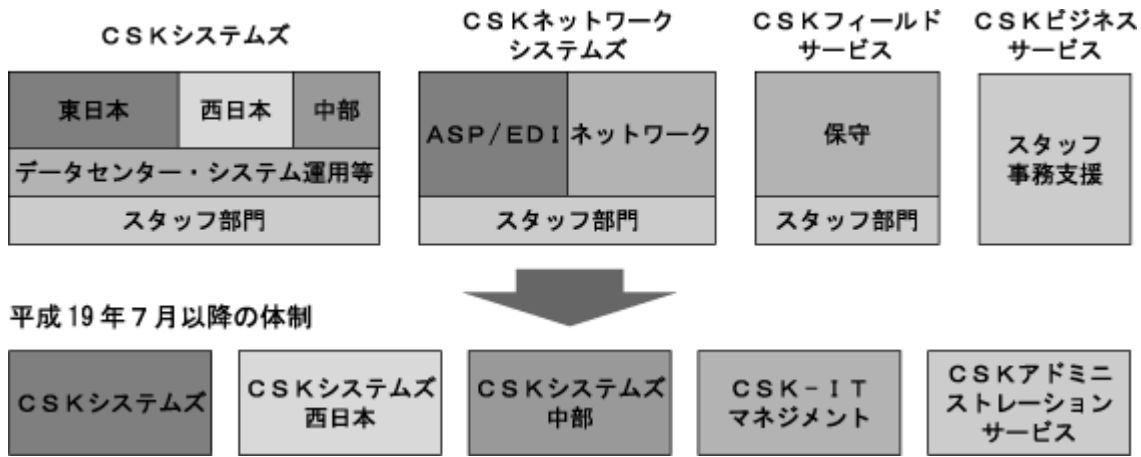 CSKシステムズ
CSKネットワーク
システムズ
CSKフィールド
サービス
CSKビジネス
サービス
東日本
西日本
中部
データセンター・システム運用等
スタッフ部門
ASP/EDI
ネットワーク
スタッフ部門
保守
スタッフ部門
スタッフ
事務支援
平成19年7月以降の体制
CSKシステムズ
CSKシステムズ
西日本
CSKシステムズ
中部
CSK-IT
マネジメント
CSKアドミニ
ストレーション
サービス